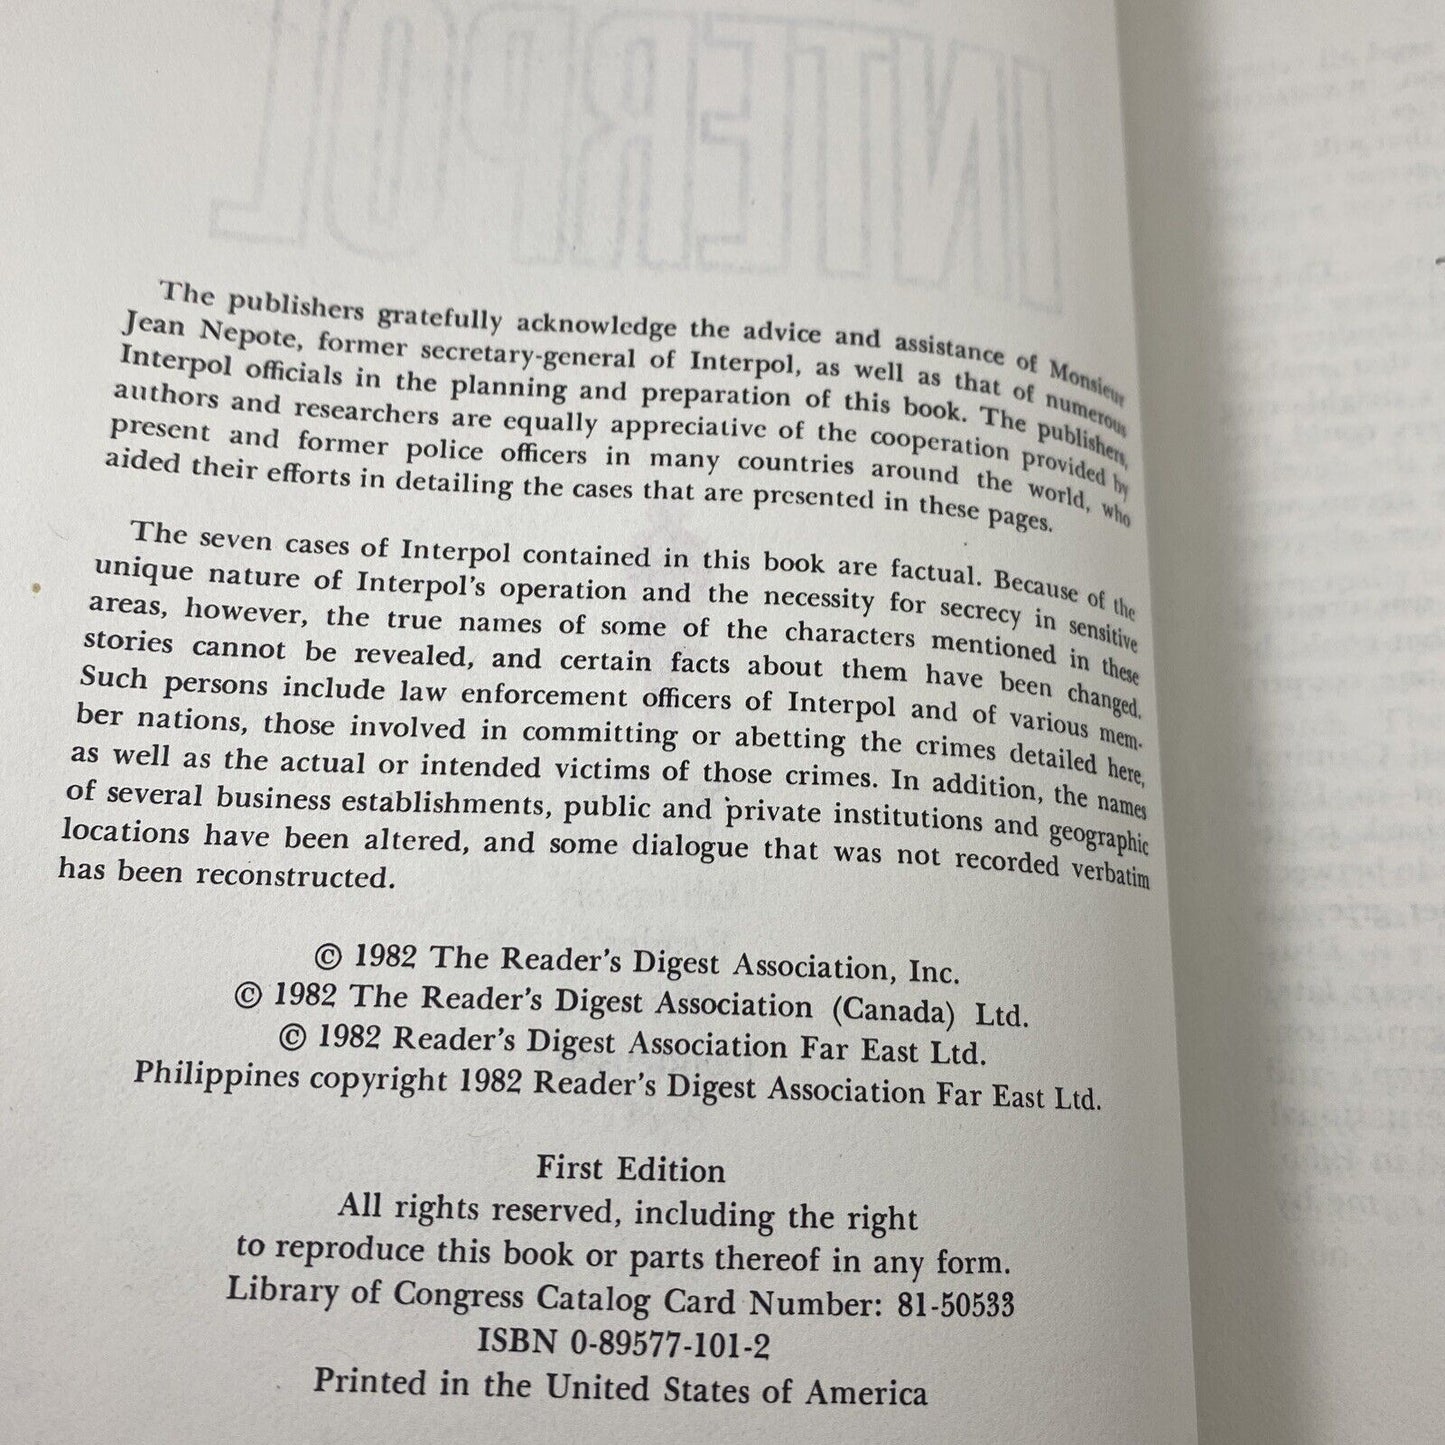 INTERPOL
The publishers gratefully acknowledge the advice and assistance of Monsieur
Jean Nepote, former secretary-general of Interpol, as well as that of numerous
Interpol officials in the planning and preparation of this book. The publishers,
authors and researchers are equally appreciative of the cooperation provided by
present and former police officers in many countries around the world, who
aided their efforts in detailing the cases that are presented in these pages.
The seven cases of Interpol contained in this book are factual. Because of the
unique nature of Interpol's operation and the necessity for secrecy in sensitive
areas, however, the true names of some of the characters mentioned in these
stories cannot be revealed, and certain facts about them have been changed.
Such persons include law enforcement officers of Interpol and of various mem-
ber nations, those involved in committing or abetting the crimes detailed here,
as well as the actual or intended victims of those crimes. In addition, the names
of several business establishments, public and private institutions and geographic
locations have been altered, and some dialogue that was not recorded verbatim
has been reconstructed.
© 1982 The Reader's Digest Association, Inc.
© 1982 The Reader's Digest Association (Canada) Ltd.
© 1982 Reader's Digest Association Far East Ltd.
Philippines copyright 1982 Reader's Digest Association Far East Ltd.
First Edition
All rights reserved, including the right
to reproduce this book or parts thereof in any form.
Library of Congress Catalog Card Number: 81-50533
ISBN 0-89577-101-2
Printed in the United States of America